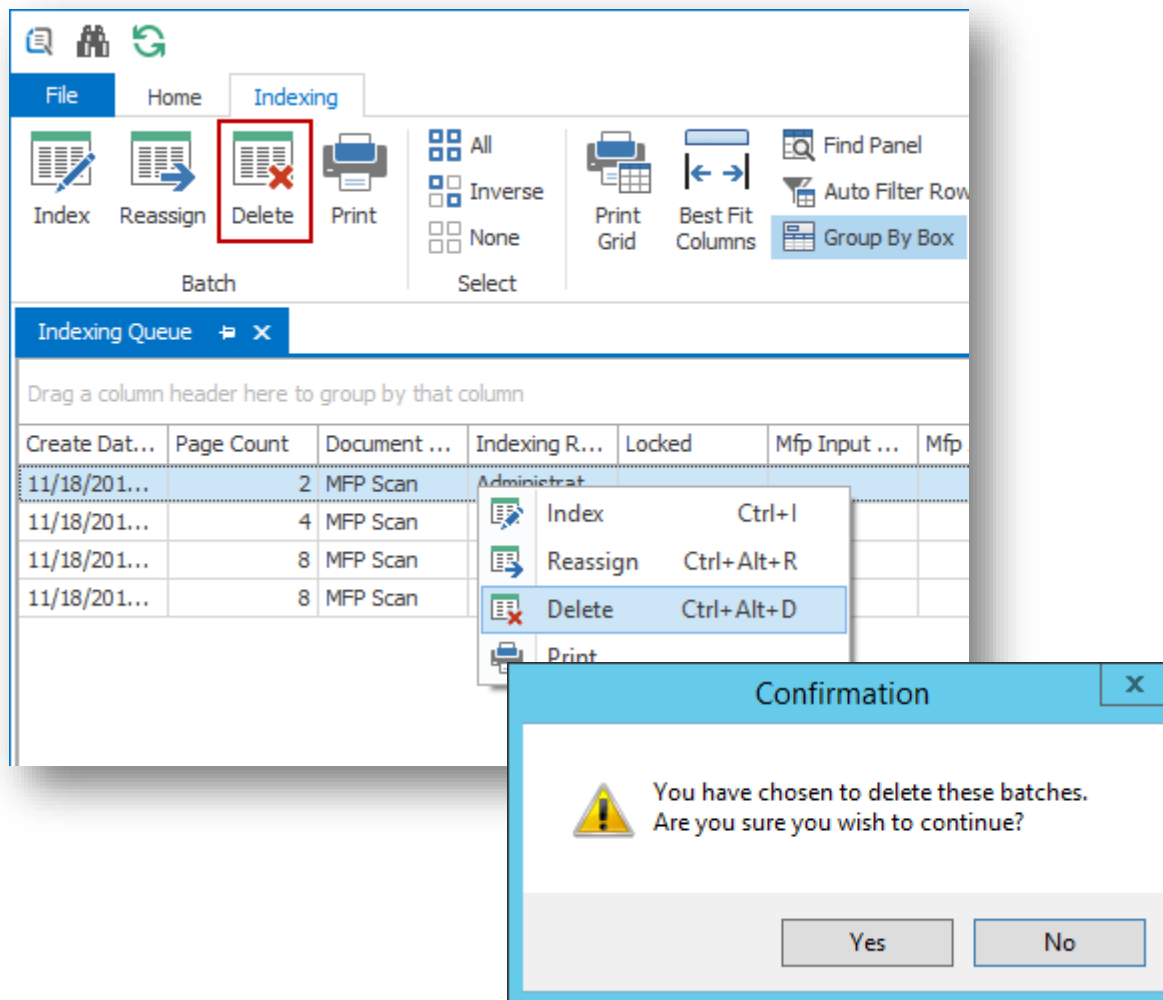 File Home Indexing
Index Reassign Delete Print
All
Inverse
None
Print Grid
Best Fit Columns
Find Panel
Auto Filter Row
Group By Box
Batch Select
Indexing Queue
Drag a column header here to group by that column
Create Dat... Page Count Document ... Indexing R... Locked Mfp Input ... Mfp
11/18/201... 2 MFP Scan Administrat
11/18/201... 4 MFP Scan
11/18/201... 8 MFP Scan
11/18/201... 8 MFP Scan
Index Ctrl+I
Reassign Ctrl+Alt+R
Delete Ctrl+Alt+D
Print
Confirmation
You have chosen to delete these batches.
Are you sure you wish to continue?
Yes No